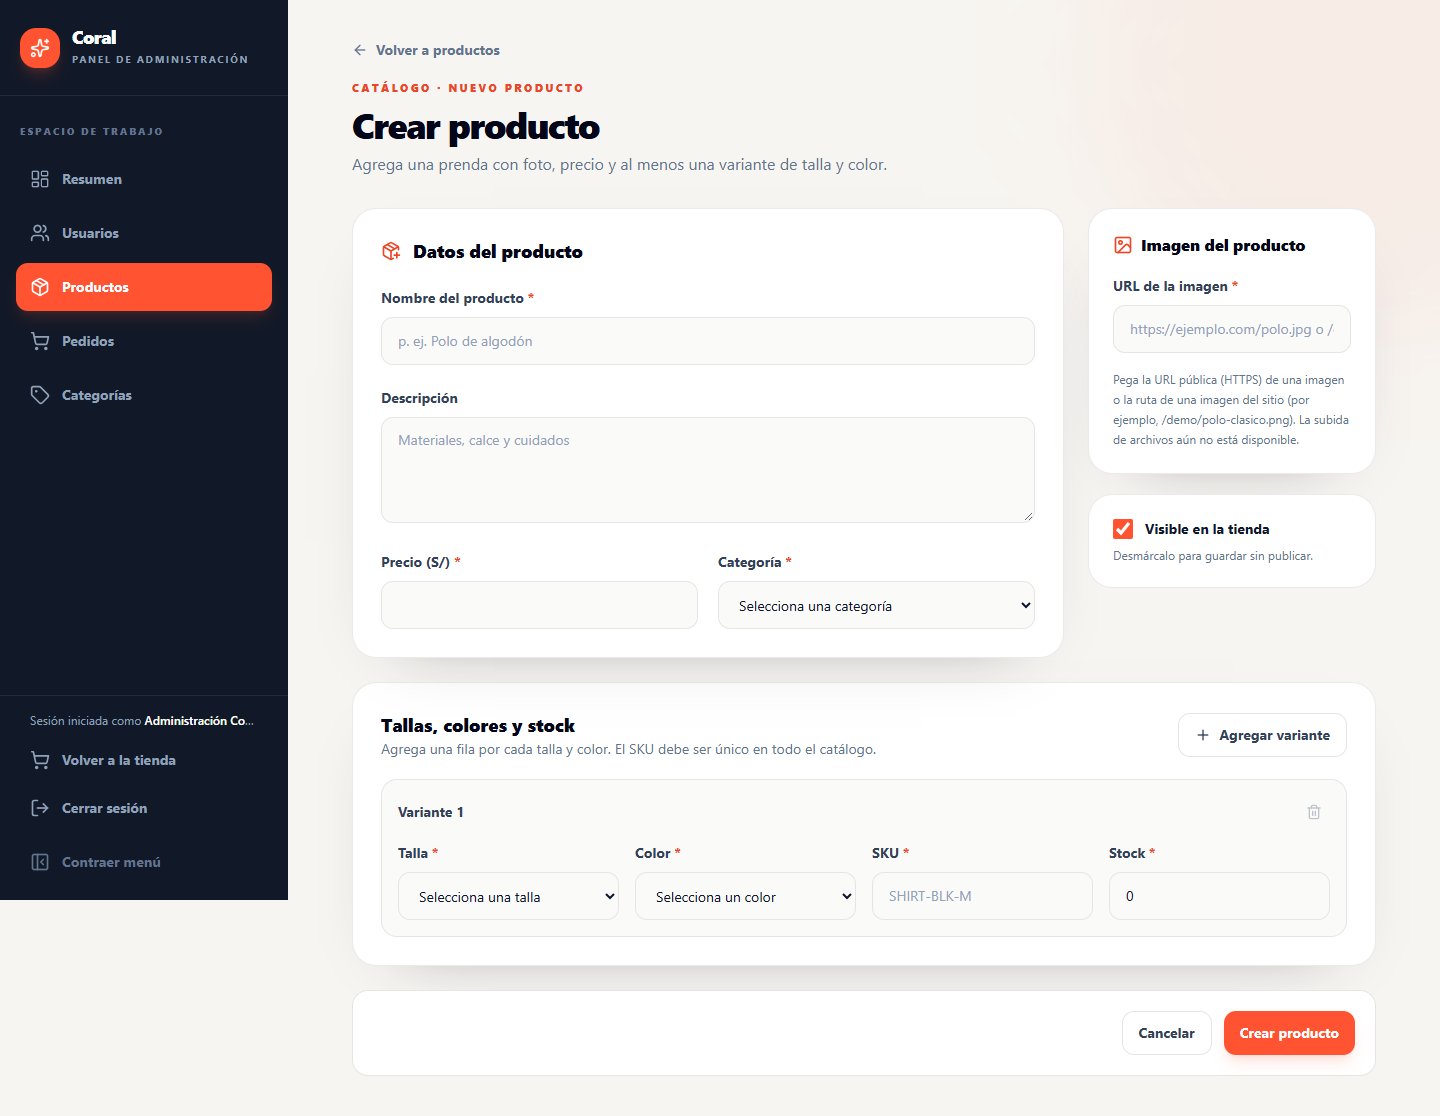 Coral
PANEL DE ADMINISTRACIÓN
ESPACIO DE TRABAJO
Resumen
Usuarios
Productos
Pedidos
Categorías
Sesión iniciada como Administración Co...
Volver a la tienda
Cerrar sesión
Contraer menú
Volver a productos
CATÁLOGO · NUEVO PRODUCTO
Crear producto
Agrega una prenda con foto, precio y al menos una variante de talla y color.
Datos del producto
Nombre del producto *
p. ej. Polo de algodón
Descripción
Materiales, calce y cuidados
Precio (S/) *
Categoría *
Selecciona una categoría
Imagen del producto
URL de la imagen *
https://ejemplo.com/polo.jpg o /
Pega la URL pública (HTTPS) de una imagen
o la ruta de una imagen del sitio (por
ejemplo, /demo/polo-clasico.png). La subida
de archivos aún no está disponible.
Visible en la tienda
Desmárcalo para guardar sin publicar.
Tallas, colores y stock
Agrega una fila por cada talla y color. El SKU debe ser único en todo el catálogo.
Agregar variante
Variante 1
Talla *
Color *
SKU *
Stock *
Selecciona una talla
Selecciona un color
SHIRT-BLK-M
0
Cancelar
Crear producto